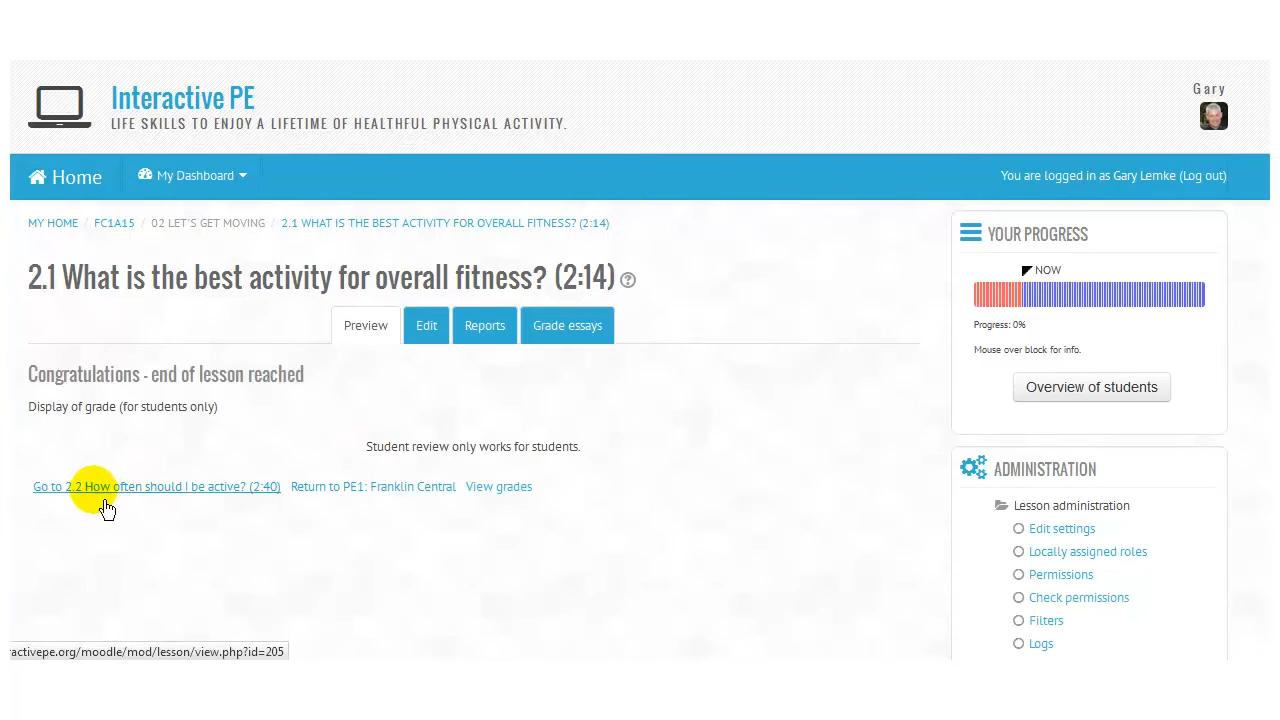 Interactive PE
LIFE SKILLS TO ENJOY A LIFETIME OF HEALTHFUL PHYSICAL ACTIVITY.
Gary
Home
My Dashboard
You are logged in as Gary Lemke (Log out)
MY HOME / FC1A15 / 02 LET'S GET MOVING / 2.1 WHAT IS THE BEST ACTIVITY FOR OVERALL FITNESS? (2:14)
2.1 What is the best activity for overall fitness? (2:14)
Preview
Edit
Reports
Grade essays
Congratulations - end of lesson reached
Display of grade (for students only)
Student review only works for students.
Go to 2.2 How often should I be active? (2:40) Return to PE1: Franklin Central View grades
YOUR PROGRESS
NOW
Progress: 0%
Mouse over block for info.
Overview of students
ADMINISTRATION
Lesson administration
Edit settings
Locally assigned roles
Permissions
Check permissions
Filters
Logs
ractivepe.org/moodle/mod/lesson/view.php?id=205